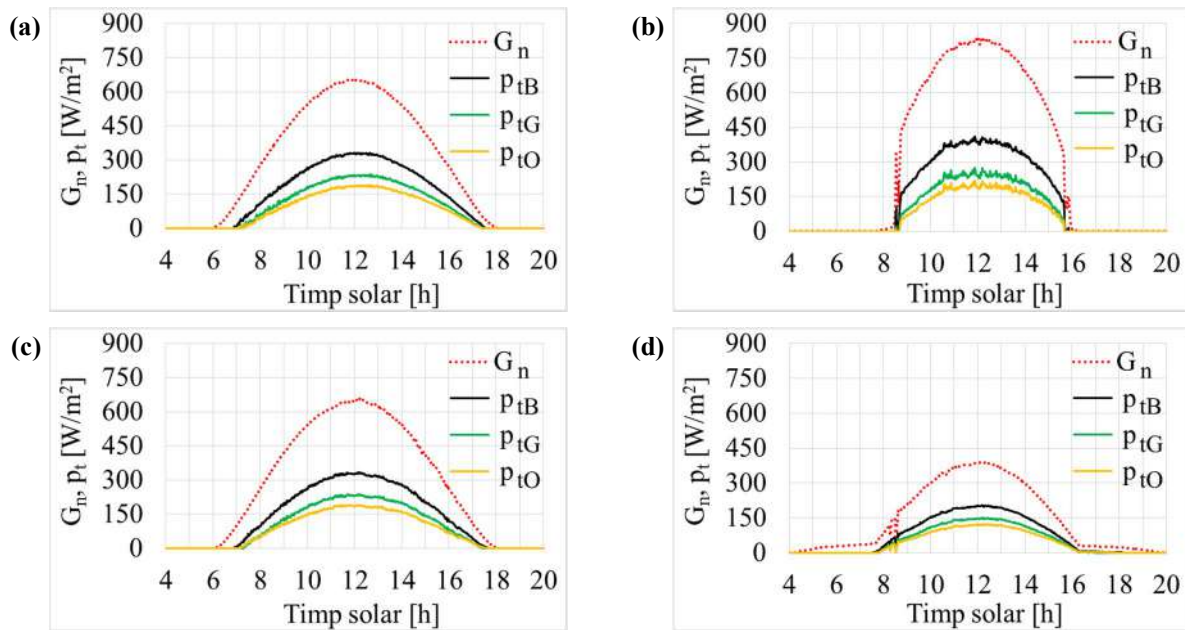 (a)
900
750
600
450
300
150
0
Gn, pt [W/m²]
Gn
ptB
ptG
ptO
4 6 8 10 12 14 16 18 20
Timp solar [h]
(b)
900
750
600
450
300
150
0
Gn, pt [W/m²]
Gn
ptB
ptG
ptO
4 6 8 10 12 14 16 18 20
Timp solar [h]
(c)
900
750
600
450
300
150
0
Gn, pt [W/m²]
Gn
ptB
ptG
ptO
4 6 8 10 12 14 16 18 20
Timp solar [h]
(d)
900
750
600
450
300
150
0
Gn, pt [W/m²]
Gn
ptB
ptG
ptO
4 6 8 10 12 14 16 18 20
Timp solar [h]